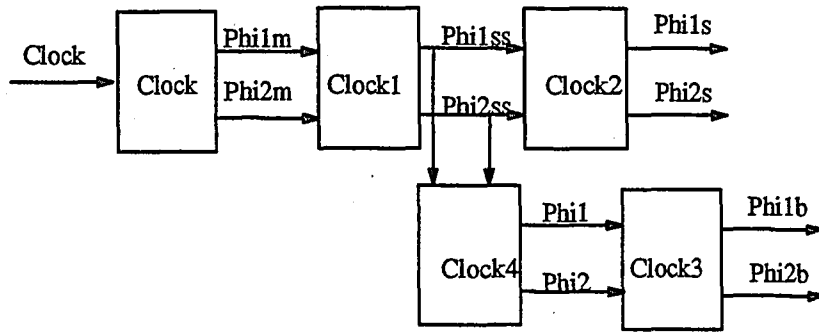 Clock
Clock
Phi1m
Phi2m
Clock1
Phi1ss
Phi2ss
Clock2
Phi1s
Phi2s
Clock4
Phi1
Phi2
Clock3
Phi1b
Phi2b